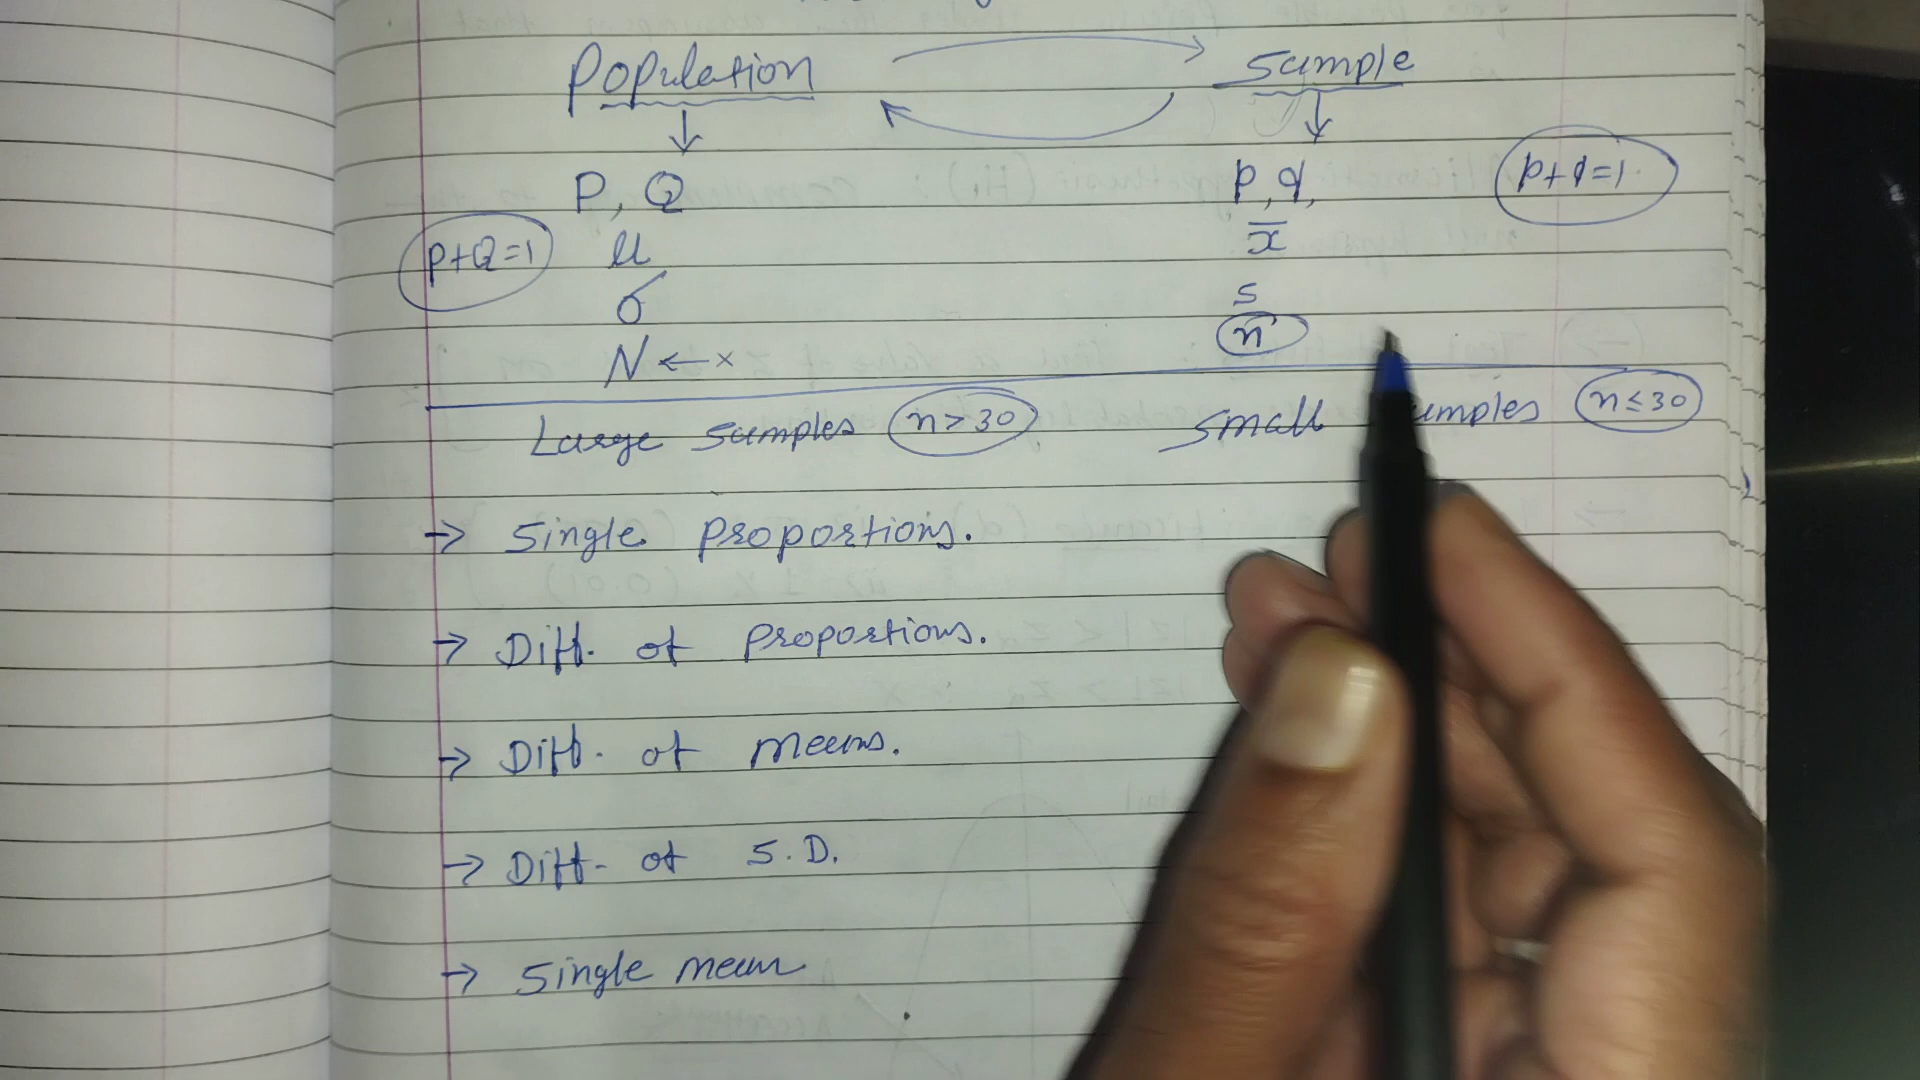 Population → Sample
↓ ↓
P, Q p, q, p+q=1.
P+Q=1 μ x̄
σ s
N ← × n
Large samples n > 30 Small n ≤ 30
→ Single Proportions.
→ Diff. of Proportions.
→ Diff. of means.
→ Diff. of S.D.
→ Single mean